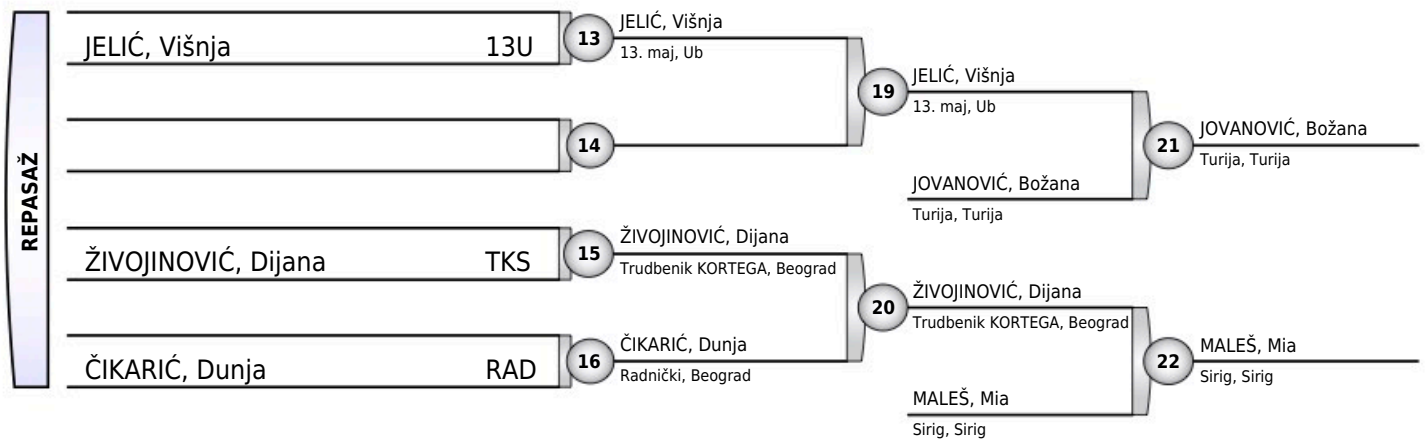 REPASAŽ
JELIĆ, Višnja 13U
13
JELIĆ, Višnja
13. maj, Ub
14
19
JELIĆ, Višnja
13. maj, Ub
JOVANOVIĆ, Božana
Turija, Turija
21
JOVANOVIĆ, Božana
Turija, Turija
ŽIVOJINOVIĆ, Dijana TKS
15
ŽIVOJINOVIĆ, Dijana
Trudbenik KORTEGA, Beograd
ČIKARIĆ, Dunja RAD
16
ČIKARIĆ, Dunja
Radnički, Beograd
20
ŽIVOJINOVIĆ, Dijana
Trudbenik KORTEGA, Beograd
MALEŠ, Mia
Sirig, Sirig
22
MALEŠ, Mia
Sirig, Sirig